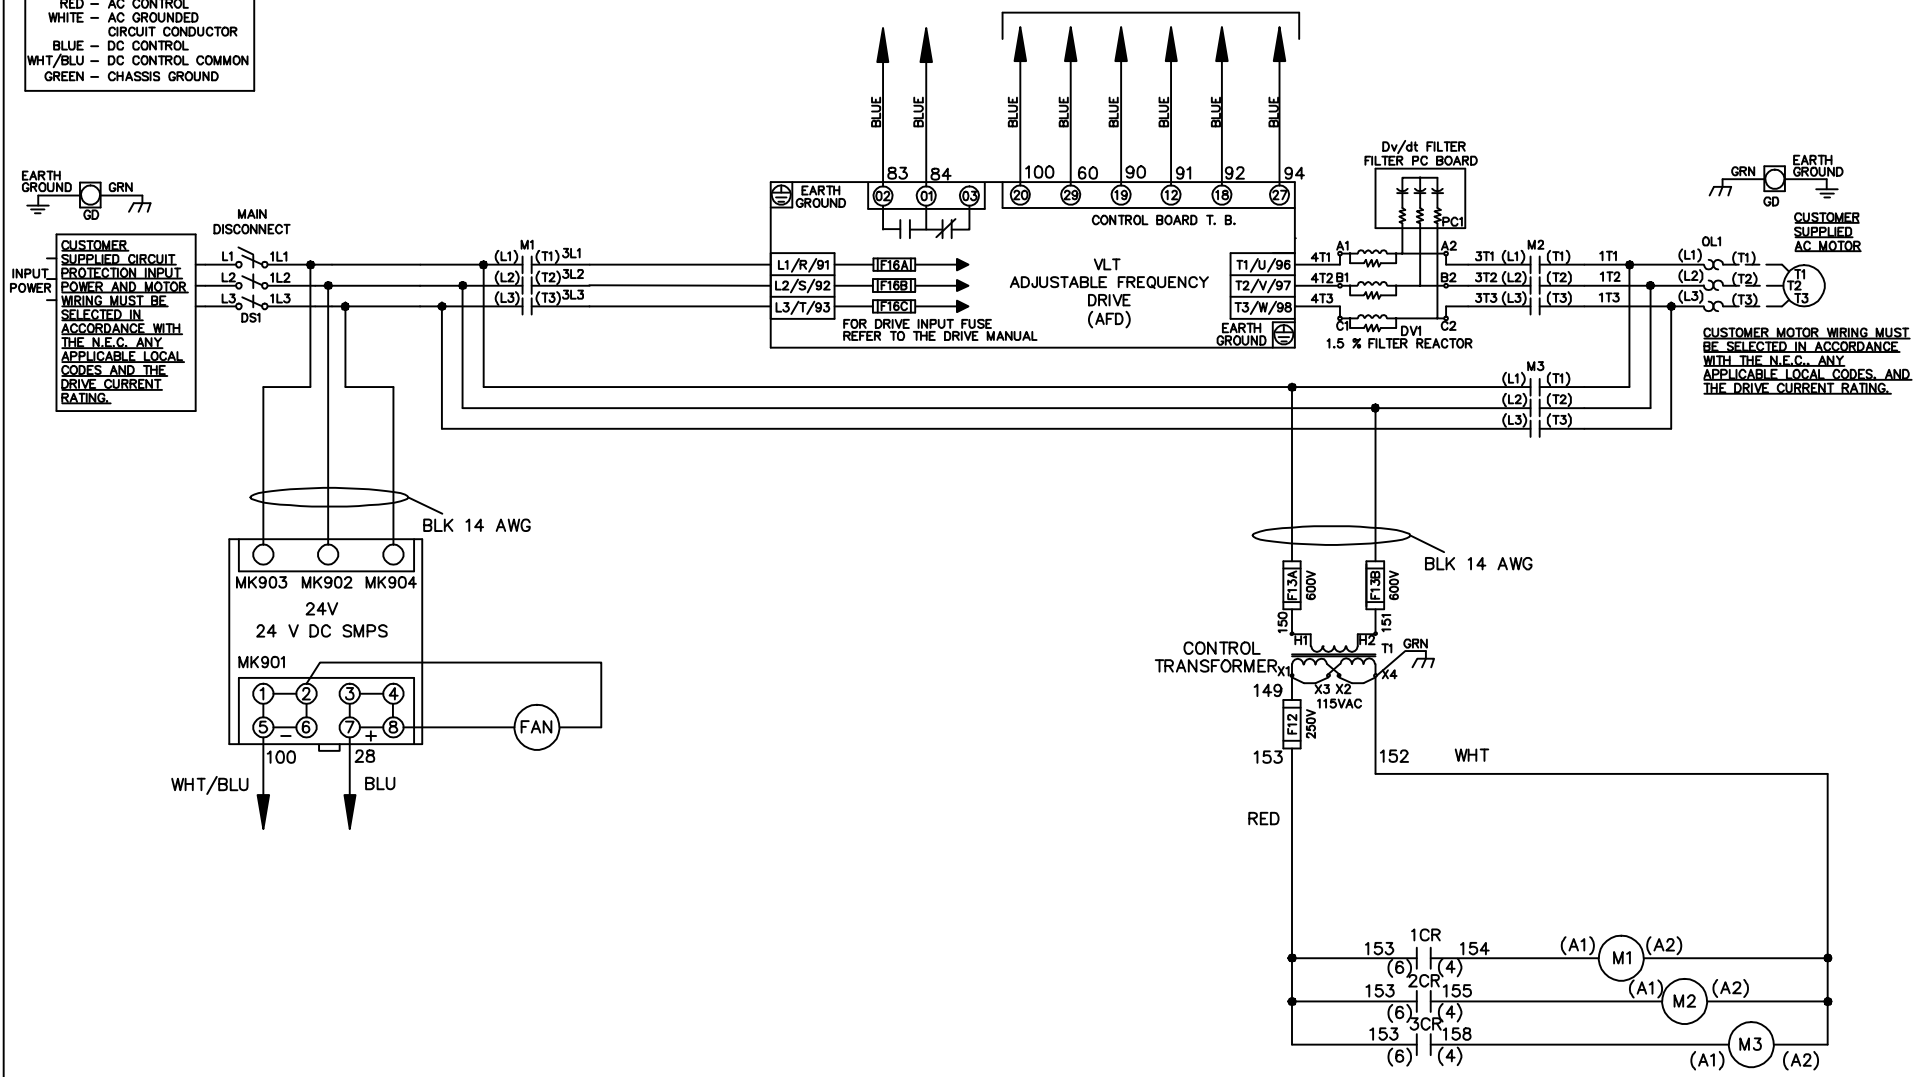 RED – AC CONTROL
WHITE – AC GROUNDED
CIRCUIT CONDUCTOR
BLUE – DC CONTROL
WHT/BLU – DC CONTROL COMMON
GREEN – CHASSIS GROUND
BLUE
BLUE
BLUE
BLUE
BLUE
BLUE
BLUE
BLUE
83
84
100
60
90
91
92
94
02
01
03
20
29
19
12
18
27
EARTH
GROUND
CONTROL BOARD T. B.
Dv/dt FILTER
FILTER PC BOARD
PC1
EARTH
GROUND
GRN
GD
GRN
EARTH
GROUND
GD
CUSTOMER
SUPPLIED
AC MOTOR
MAIN
DISCONNECT
INPUT
POWER
CUSTOMER
SUPPLIED CIRCUIT
PROTECTION INPUT
POWER AND MOTOR
WIRING MUST BE
SELECTED IN
ACCORDANCE WITH
THE N.E.C. ANY
APPLICABLE LOCAL
CODES AND THE
DRIVE CURRENT
RATING.
L1 1L1
L2 1L2
L3 1L3
DS1
M1
(L1) (T1) 3L1
(L2) (T2) 3L2
(L3) (T3) 3L3
L1/R/91
L2/S/92
L3/T/93
F16A
F16B
F16C
FOR DRIVE INPUT FUSE
REFER TO THE DRIVE MANUAL
VLT
ADJUSTABLE FREQUENCY
DRIVE
(AFD)
T1/U/96
T2/V/97
T3/W/98
EARTH
GROUND
4T1 A1 A2
4T2 B1 B2
4T3
C1 C2
DV1
1.5 % FILTER REACTOR
M2
3T1 (L1) (T1) 1T1
3T2 (L2) (T2) 1T2
3T3 (L3) (T3) 1T3
OL1
(L1) (T1)
(L2) (T2)
(L3) (T3)
T1
T2
T3
CUSTOMER MOTOR WIRING MUST
BE SELECTED IN ACCORDANCE
WITH THE N.E.C., ANY
APPLICABLE LOCAL CODES, AND
THE DRIVE CURRENT RATING.
M3
(L1) (T1)
(L2) (T2)
(L3) (T3)
BLK 14 AWG
MK903 MK902 MK904
24V
24 V DC SMPS
MK901
1 2 3 4
5 – 6 7 + 8
FAN
100
28
WHT/BLU
BLU
BLK 14 AWG
F13A
600V
F13B
600V
150
151
H1 H2
T1
GRN
CONTROL
TRANSFORMER
X1
X3 X2
X4
115VAC
149
F12
250V
153
152
WHT
RED
1CR
153 154
(6) (4)
(A1) M1 (A2)
2CR
153 155
(6) (4)
(A1) M2 (A2)
3CR
153 158
(6) (4)
(A1) M3 (A2)